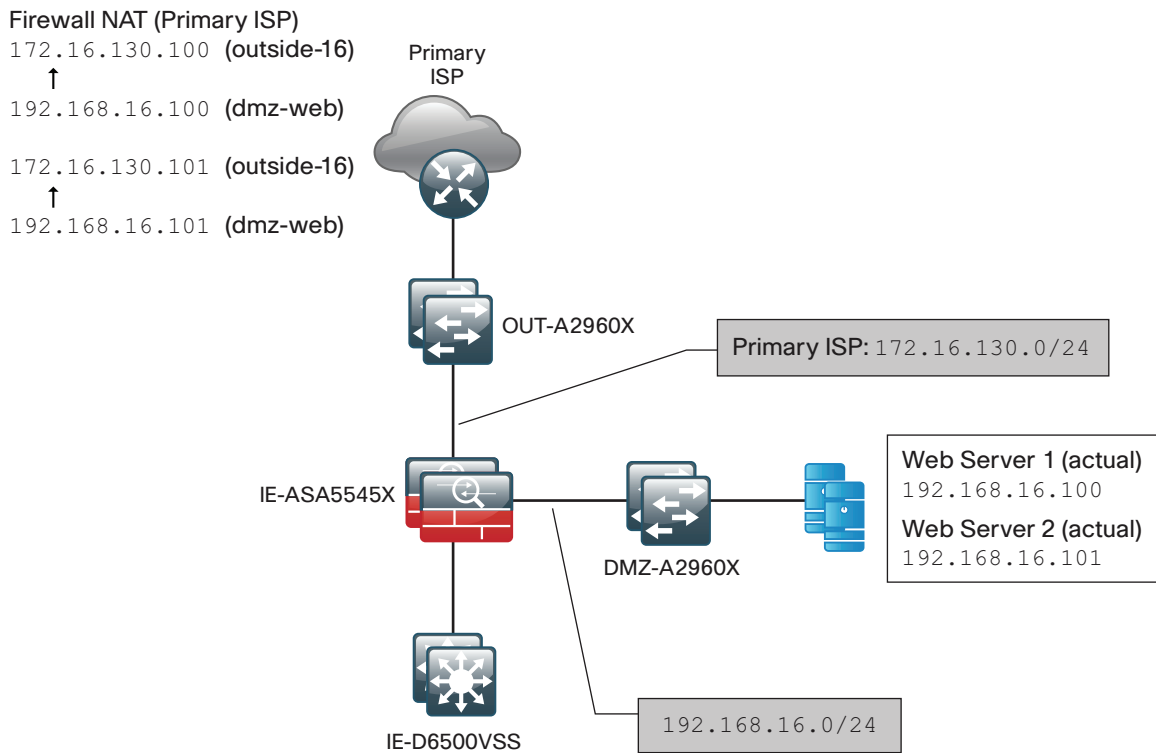 Firewall NAT (Primary ISP)
172.16.130.100 (outside-16)
192.168.16.100 (dmz-web)
172.16.130.101 (outside-16)
192.168.16.101 (dmz-web)
Primary
ISP
OUT-A2960X
Primary ISP: 172.16.130.0/24
IE-ASA5545X
DMZ-A2960X
Web Server 1 (actual)
192.168.16.100
Web Server 2 (actual)
192.168.16.101
IE-D6500VSS
192.168.16.0/24